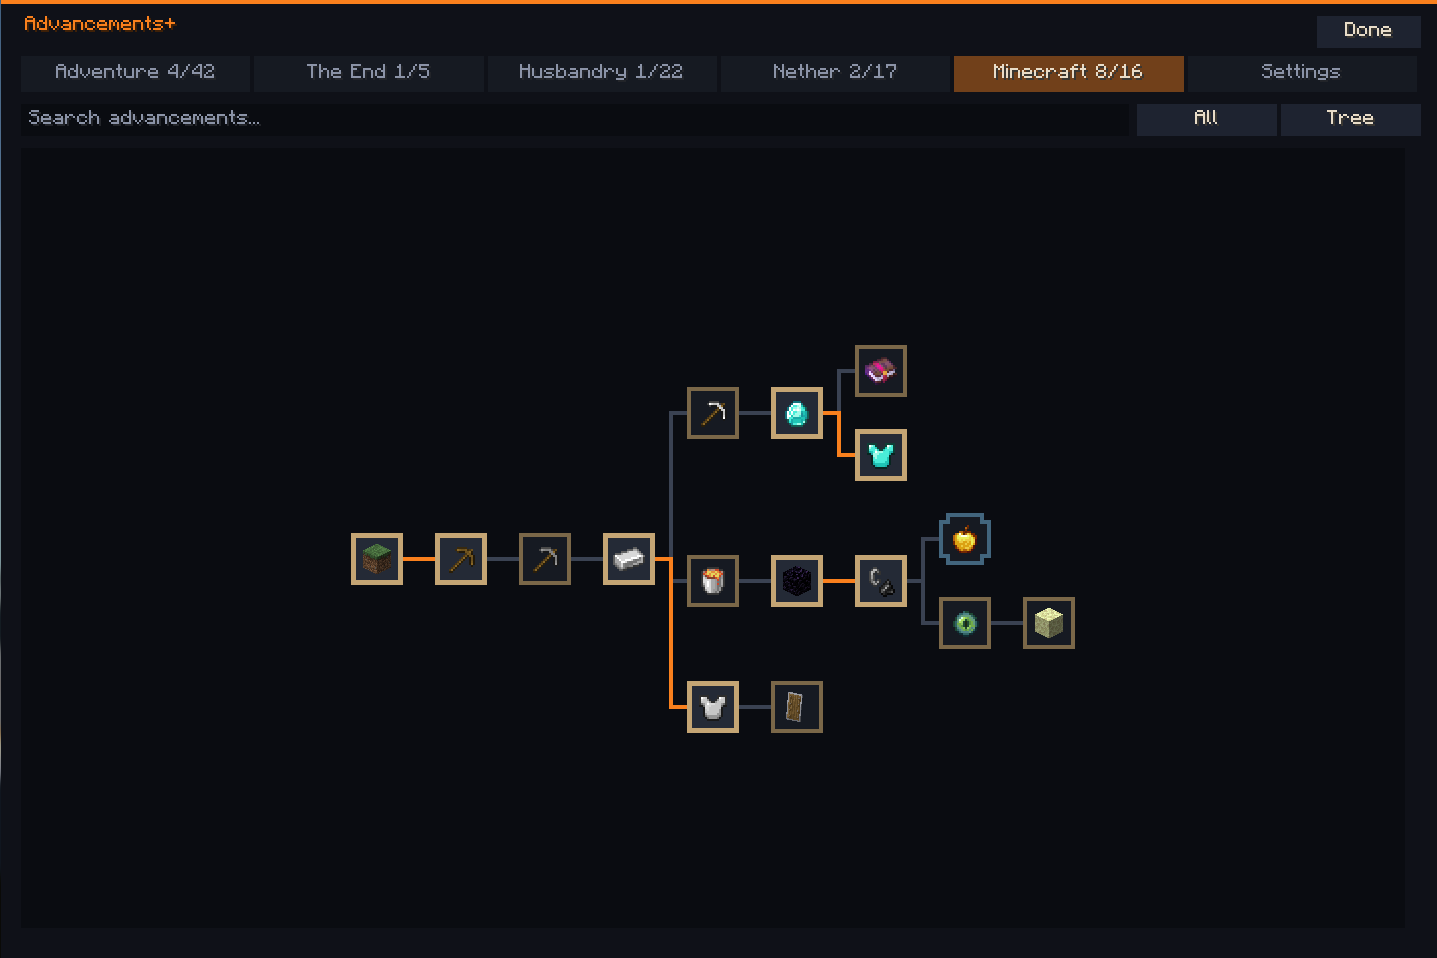 Advancements+
Done
Adventure 4/42
The End 1/5
Husbandry 1/22
Nether 2/17
Minecraft 8/16
Settings
Search advancements...
All
Tree